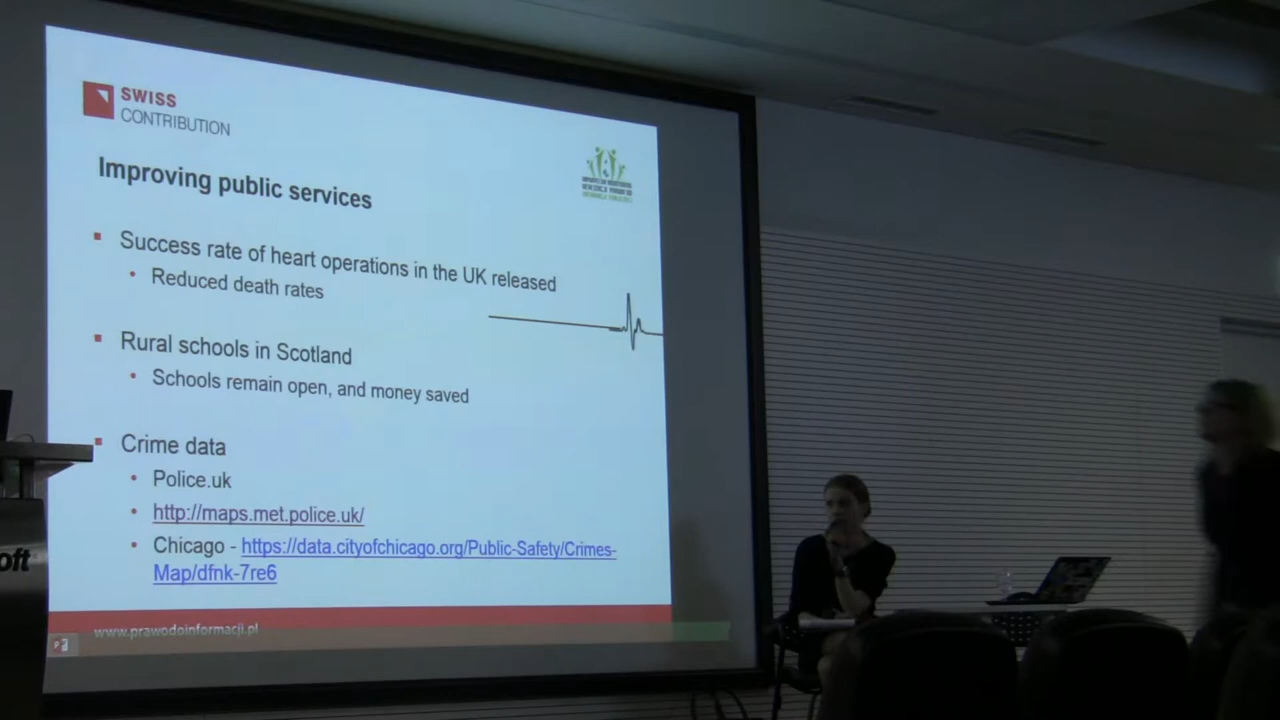 SWISS
CONTRIBUTION
Improving public services
Success rate of heart operations in the UK released
Reduced death rates
Rural schools in Scotland
Schools remain open, and money saved
Crime data
Police.uk
http://maps.met.police.uk/
Chicago - https://data.cityofchicago.org/Public-Safety/Crimes-
Map/dfnk-7re6
www.prawodoinformacji.pl
oft